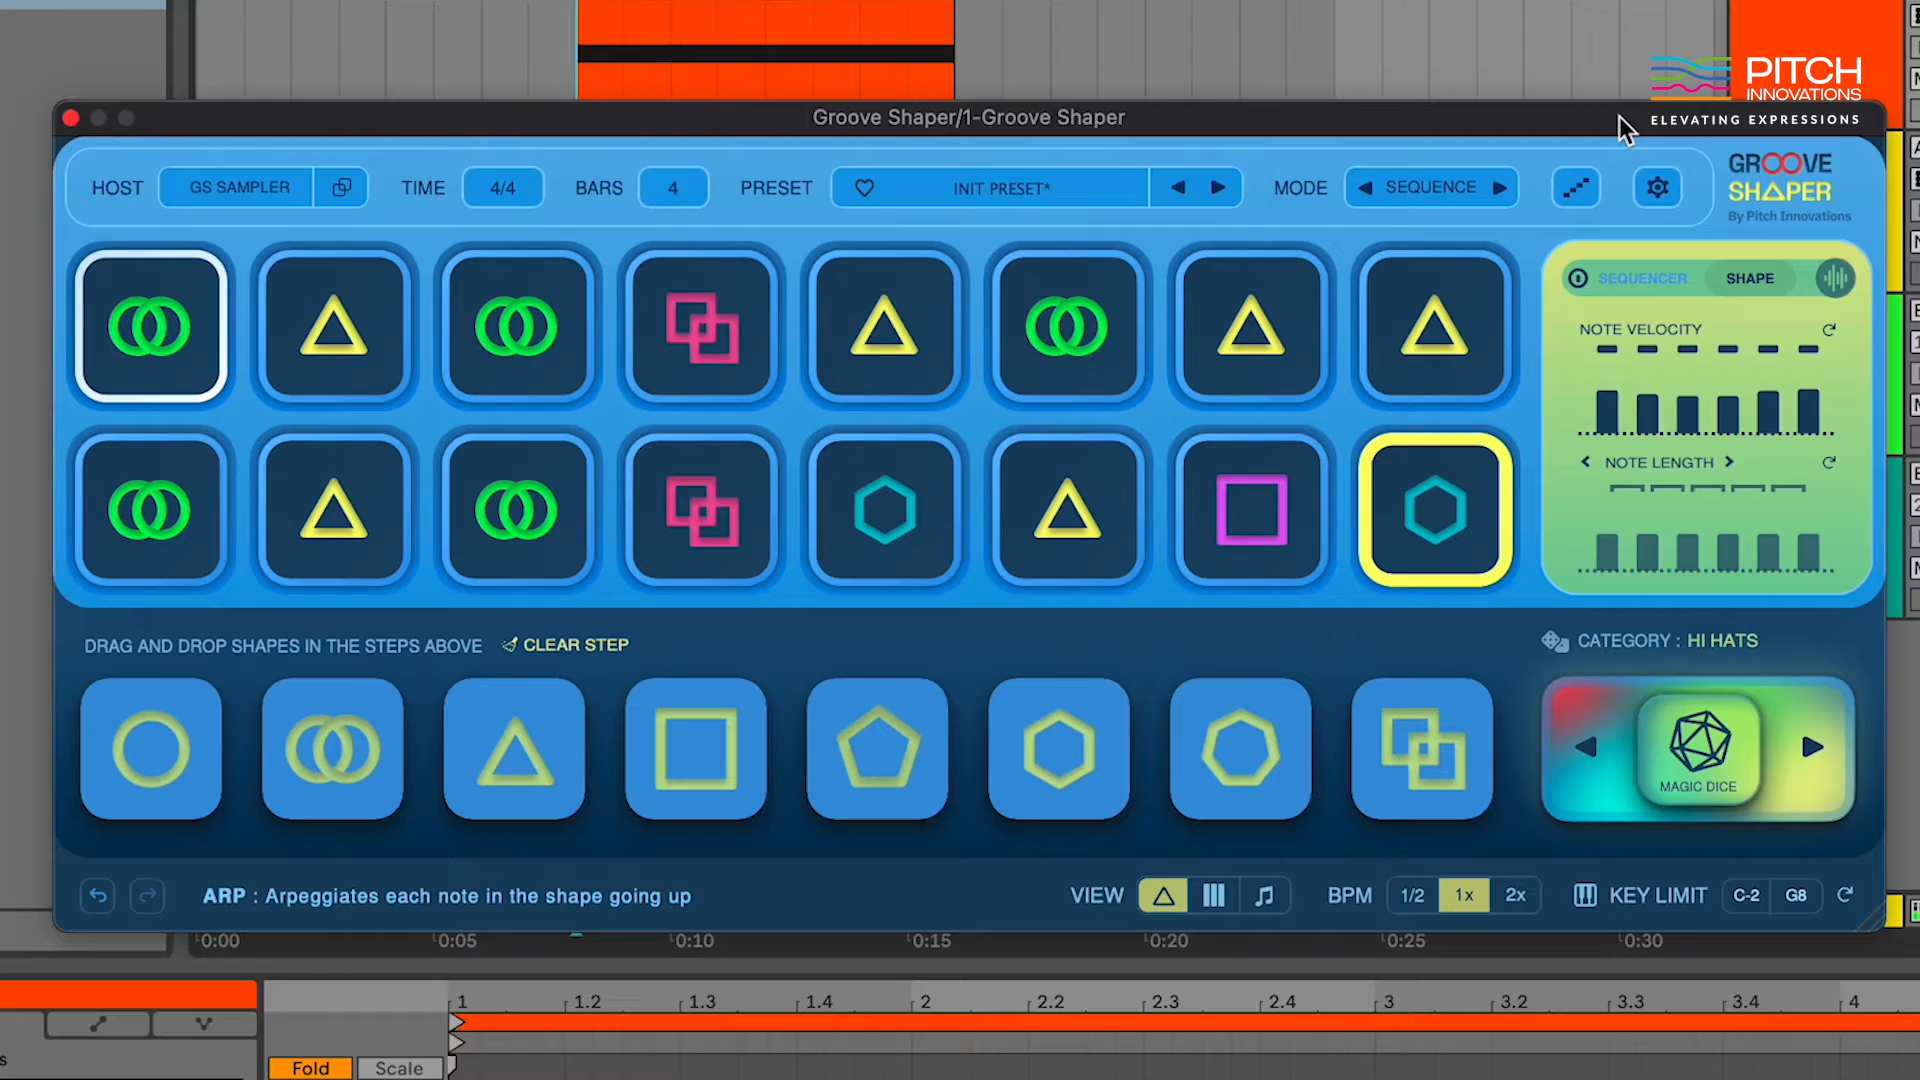 PITCH
INNOVATIONS
ELEVATING EXPRESSIONS
Groove Shaper/1-Groove Shaper
HOST GS SAMPLER TIME 4/4 BARS 4 PRESET INIT PRESET* MODE SEQUENCE
GROOVE
SHAPER
By Pitch Innovations
SEQUENCER SHAPE
NOTE VELOCITY
NOTE LENGTH
DRAG AND DROP SHAPES IN THE STEPS ABOVE CLEAR STEP
CATEGORY : HI HATS
MAGIC DICE
ARP : Arpeggiates each note in the shape going up
VIEW BPM 1/2 1x 2x KEY LIMIT C-2 G8
0:00 0:05 0:10 0:15 0:20 0:25 0:30
1 1.2 1.3 1.4 2 2.2 2.3 2.4 3 3.2 3.3 3.4 4
Fold Scale